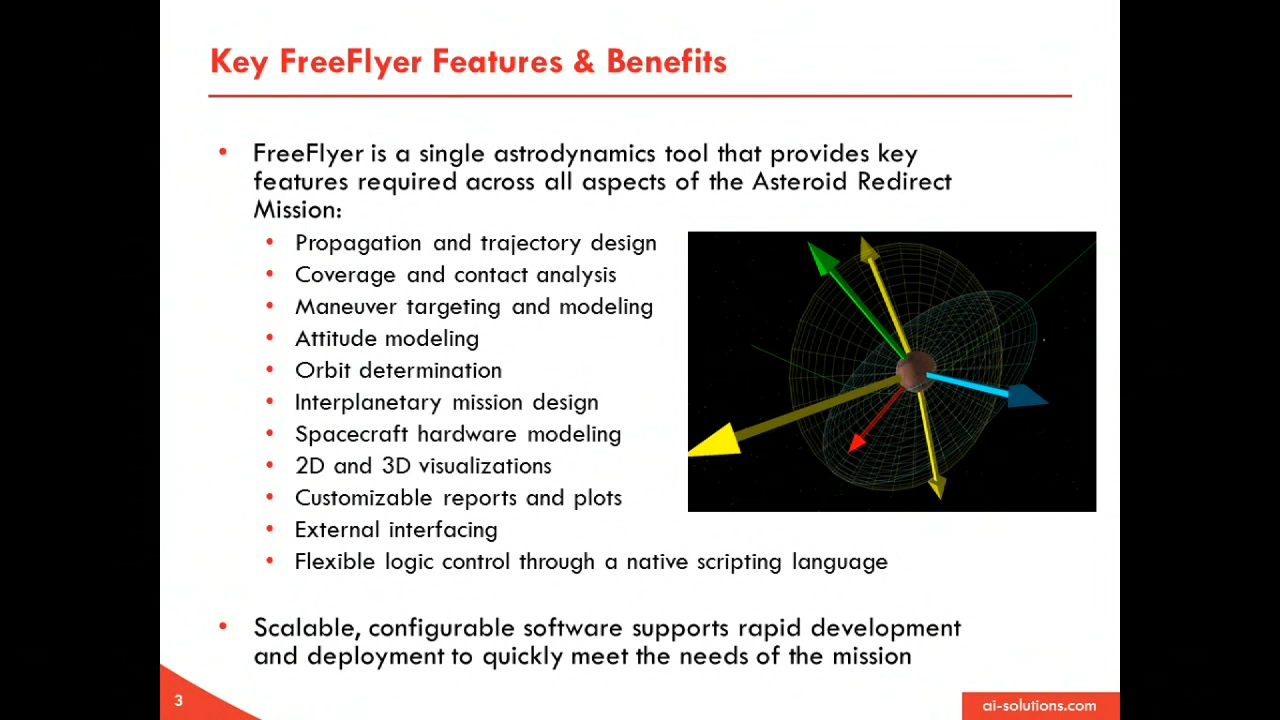 Key FreeFlyer Features & Benefits
• FreeFlyer is a single astrodynamics tool that provides key
features required across all aspects of the Asteroid Redirect
Mission:
• Propagation and trajectory design
• Coverage and contact analysis
• Maneuver targeting and modeling
• Attitude modeling
• Orbit determination
• Interplanetary mission design
• Spacecraft hardware modeling
• 2D and 3D visualizations
• Customizable reports and plots
• External interfacing
• Flexible logic control through a native scripting language
• Scalable, configurable software supports rapid development
and deployment to quickly meet the needs of the mission
3
ai-solutions.com